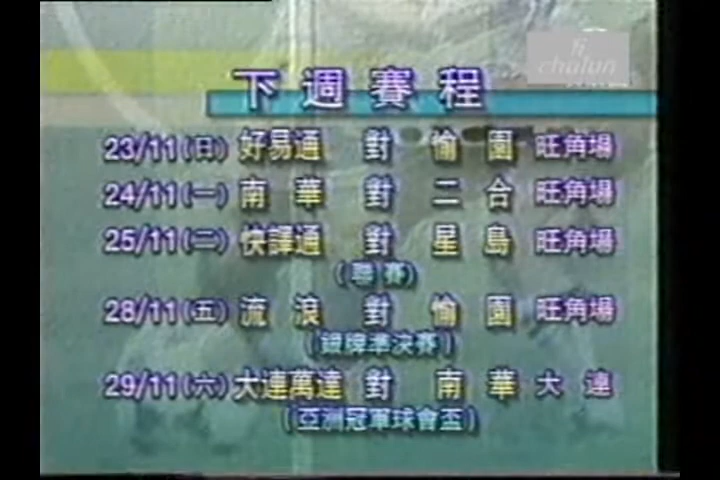 fi
chulun
下週賽程
23/11(日) 好易通 對 愉園 旺角場
24/11(一) 南華 對 二合 旺角場
25/11(二) 快譯通 對 星島 旺角場
(聯賽)
28/11(五) 流浪 對 愉園 旺角場
(銀牌準決賽)
29/11(六) 大連萬達 對 南華 大連
(亞洲冠軍球會盃)